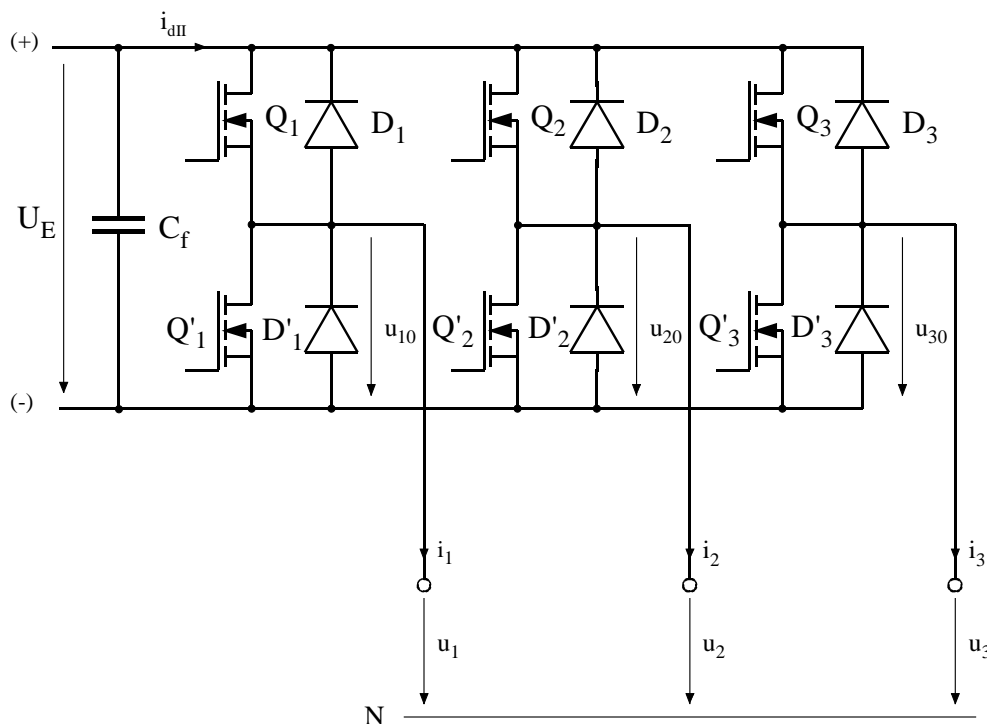 (+)
i_dII
Q_1
D_1
Q_2
D_2
Q_3
D_3
U_E
C_f
Q'_1
D'_1
u_10
Q'_2
D'_2
u_20
Q'_3
D'_3
u_30
(-)
i_1
i_2
i_3
u_1
u_2
u_3
N